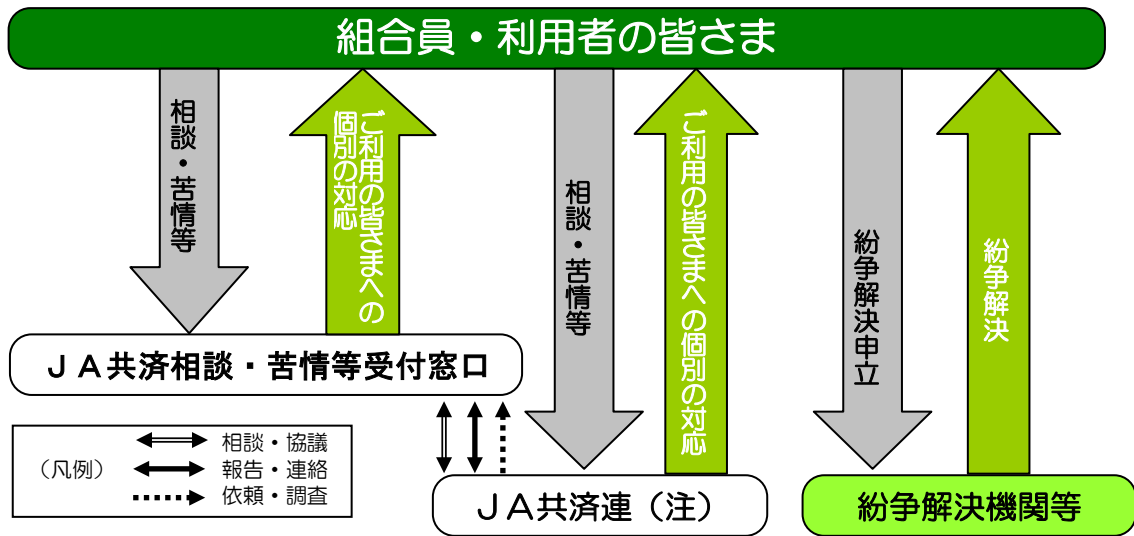 組合員・利用者の皆さま
相談・苦情等
ご利用の皆さまへの
個別の対応
相談・苦情等
ご利用の皆さまへの個別の対応
紛争解決申立
紛争解決
ＪＡ共済相談・苦情等受付窓口
（凡例）
相談・協議
報告・連絡
依頼・調査
ＪＡ共済連（注）
紛争解決機関等